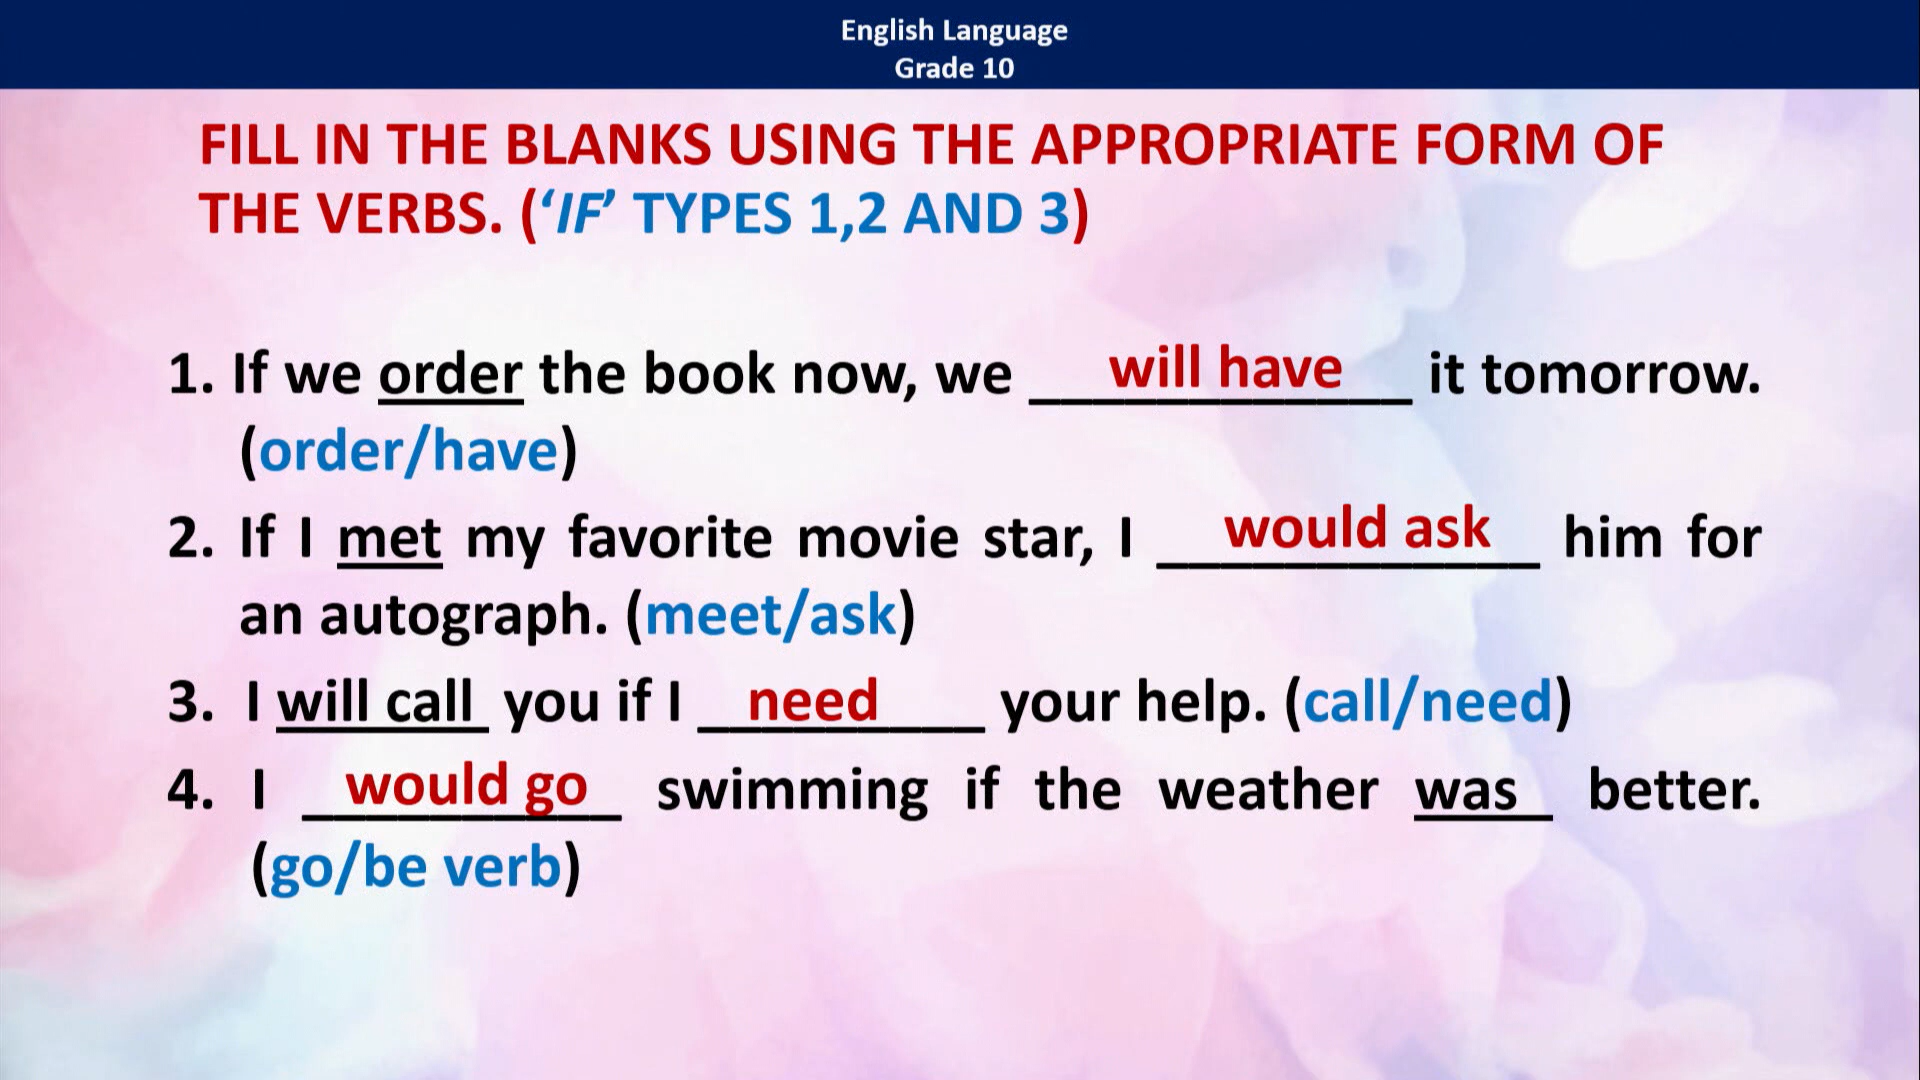 English Language
Grade 10
FILL IN THE BLANKS USING THE APPROPRIATE FORM OF
THE VERBS. (‘IF’ TYPES 1,2 AND 3)
1. If we order the book now, we will have it tomorrow.
(order/have)
2. If I met my favorite movie star, I would ask him for
an autograph. (meet/ask)
3. I will call you if I need your help. (call/need)
4. I would go swimming if the weather was better.
(go/be verb)